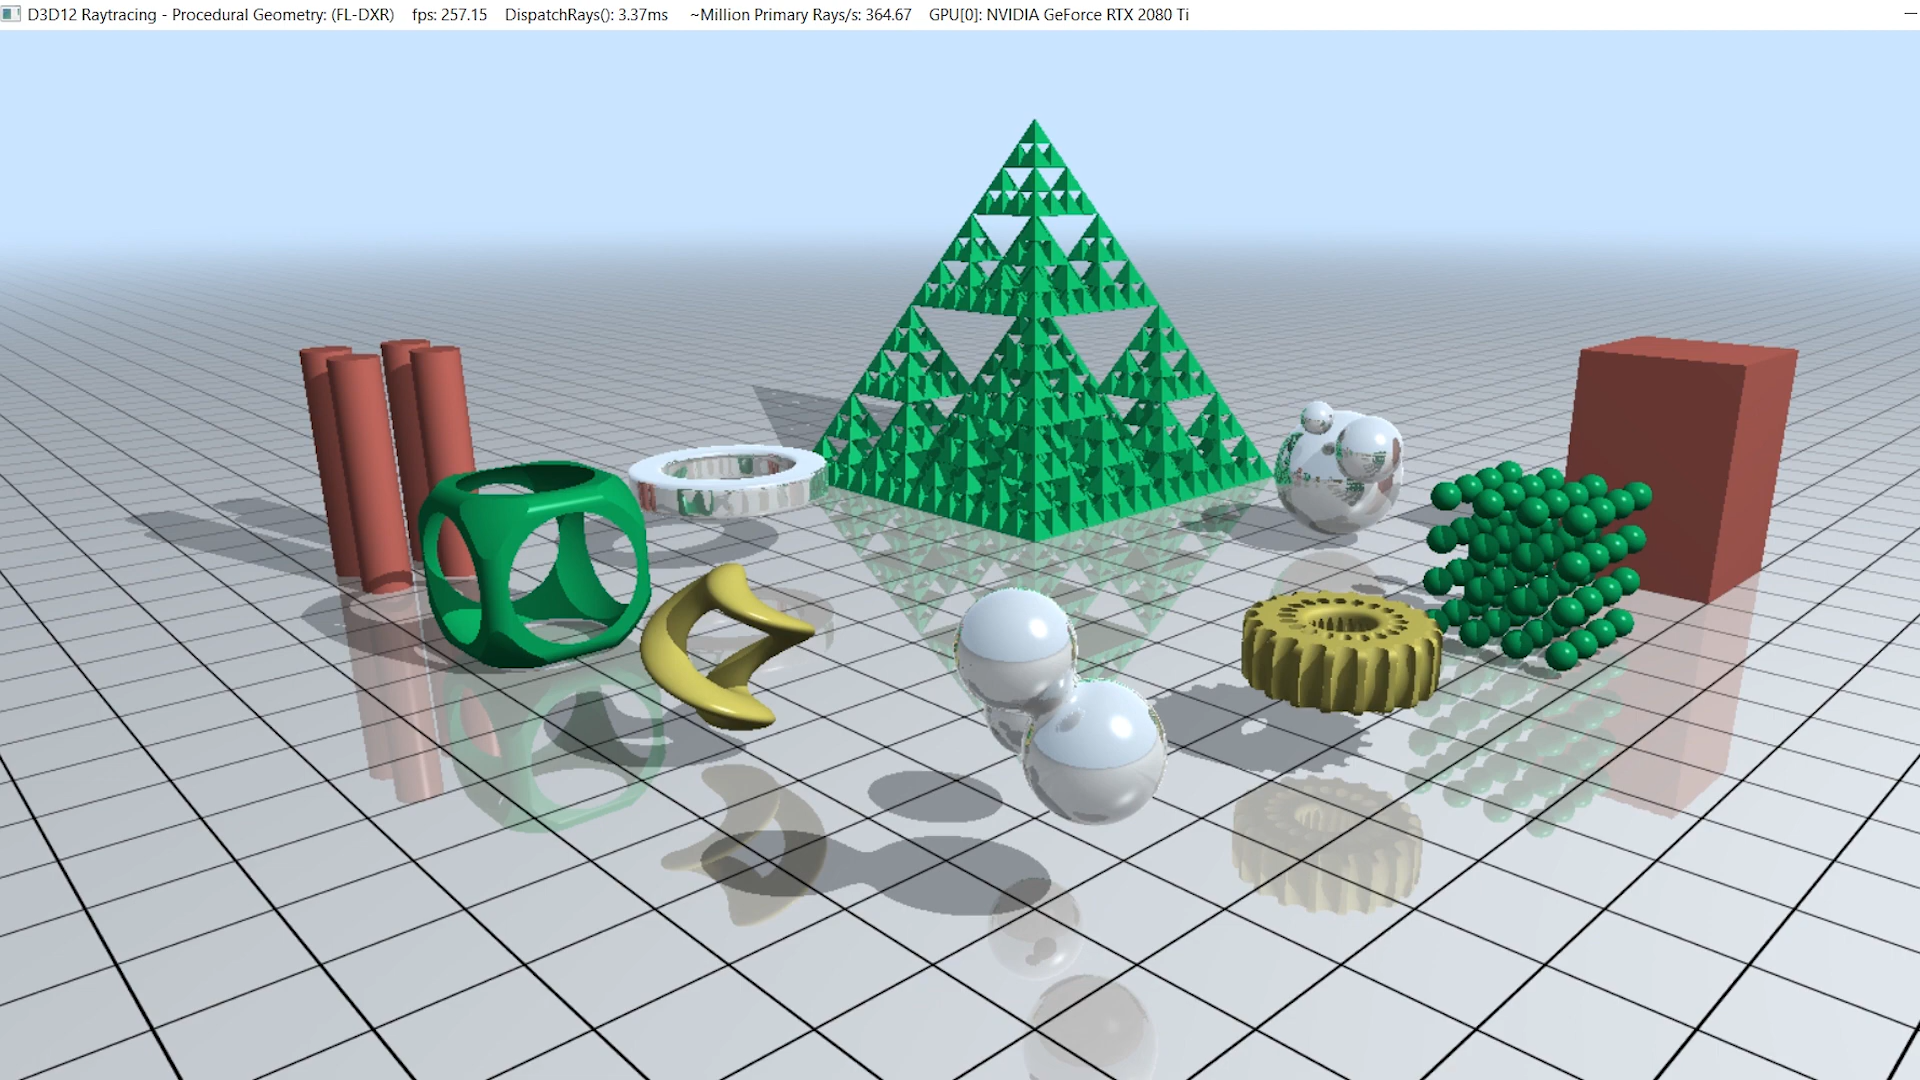 D3D12 Raytracing - Procedural Geometry: (FL-DXR) fps: 257.15 DispatchRays(): 3.37ms ~Million Primary Rays/s: 364.67 GPU[0]: NVIDIA GeForce RTX 2080 Ti